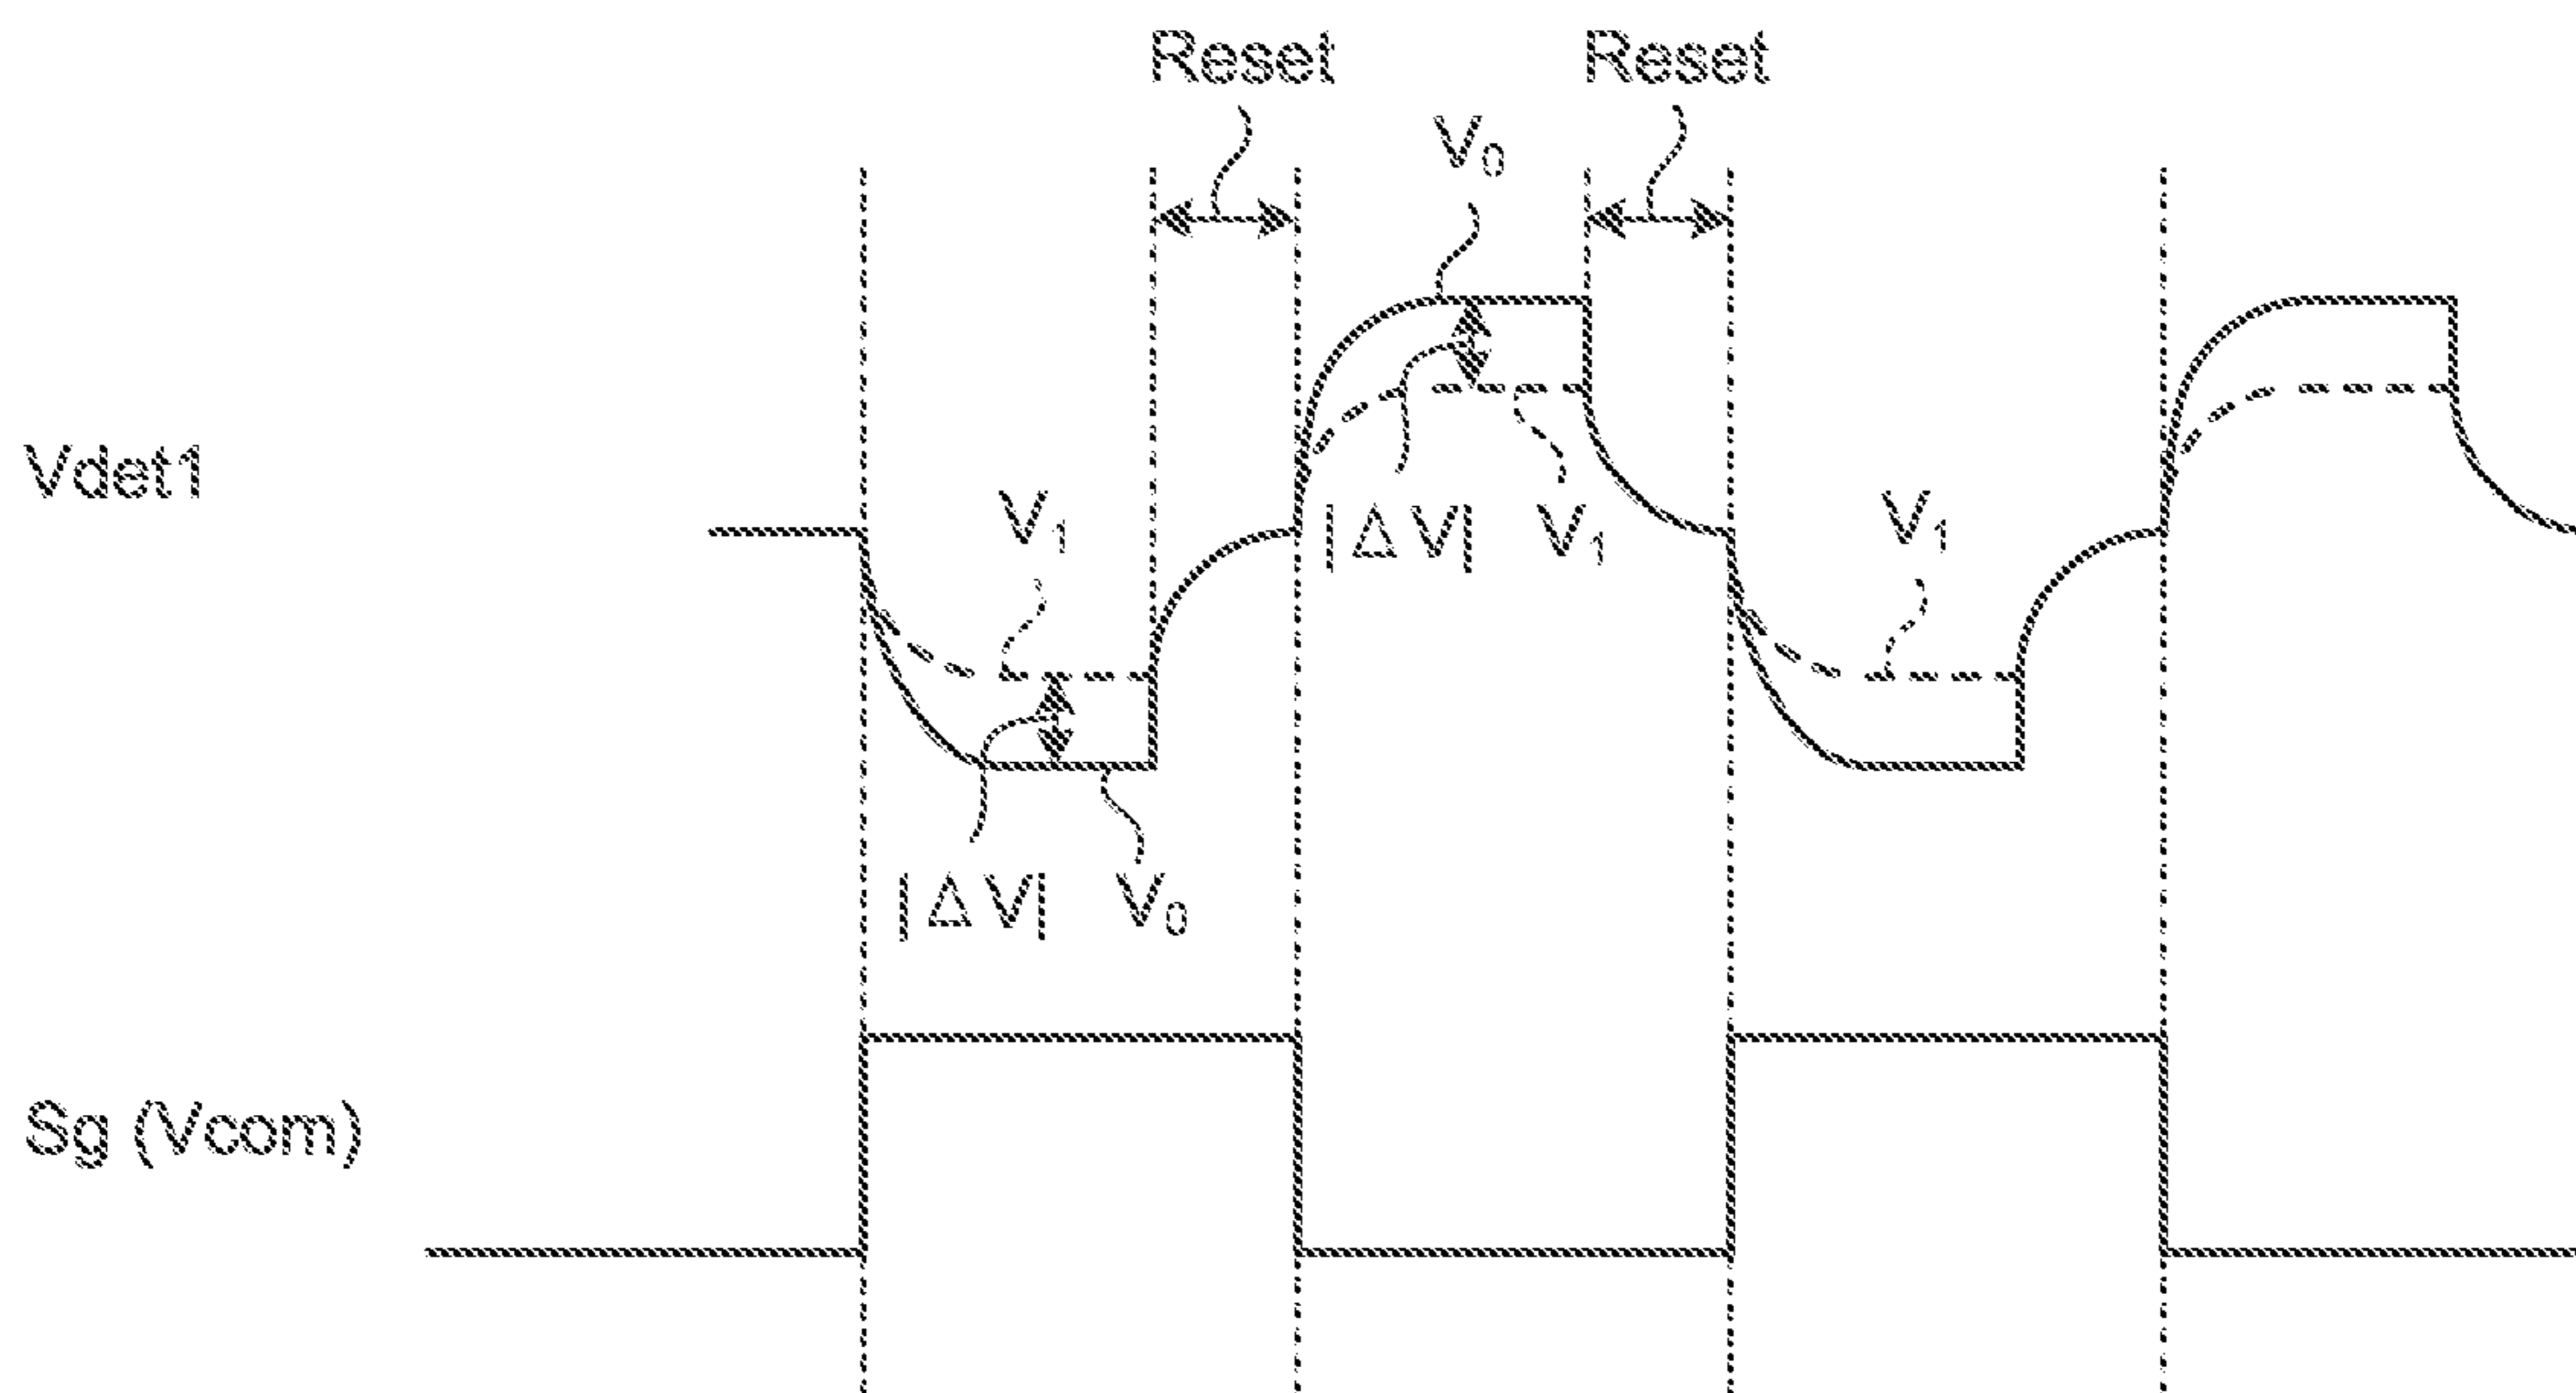 Reset Reset
V₀
Vdet1
V₁ |ΔV| V₁ V₁
|ΔV| V₀
Sg (Vcom)